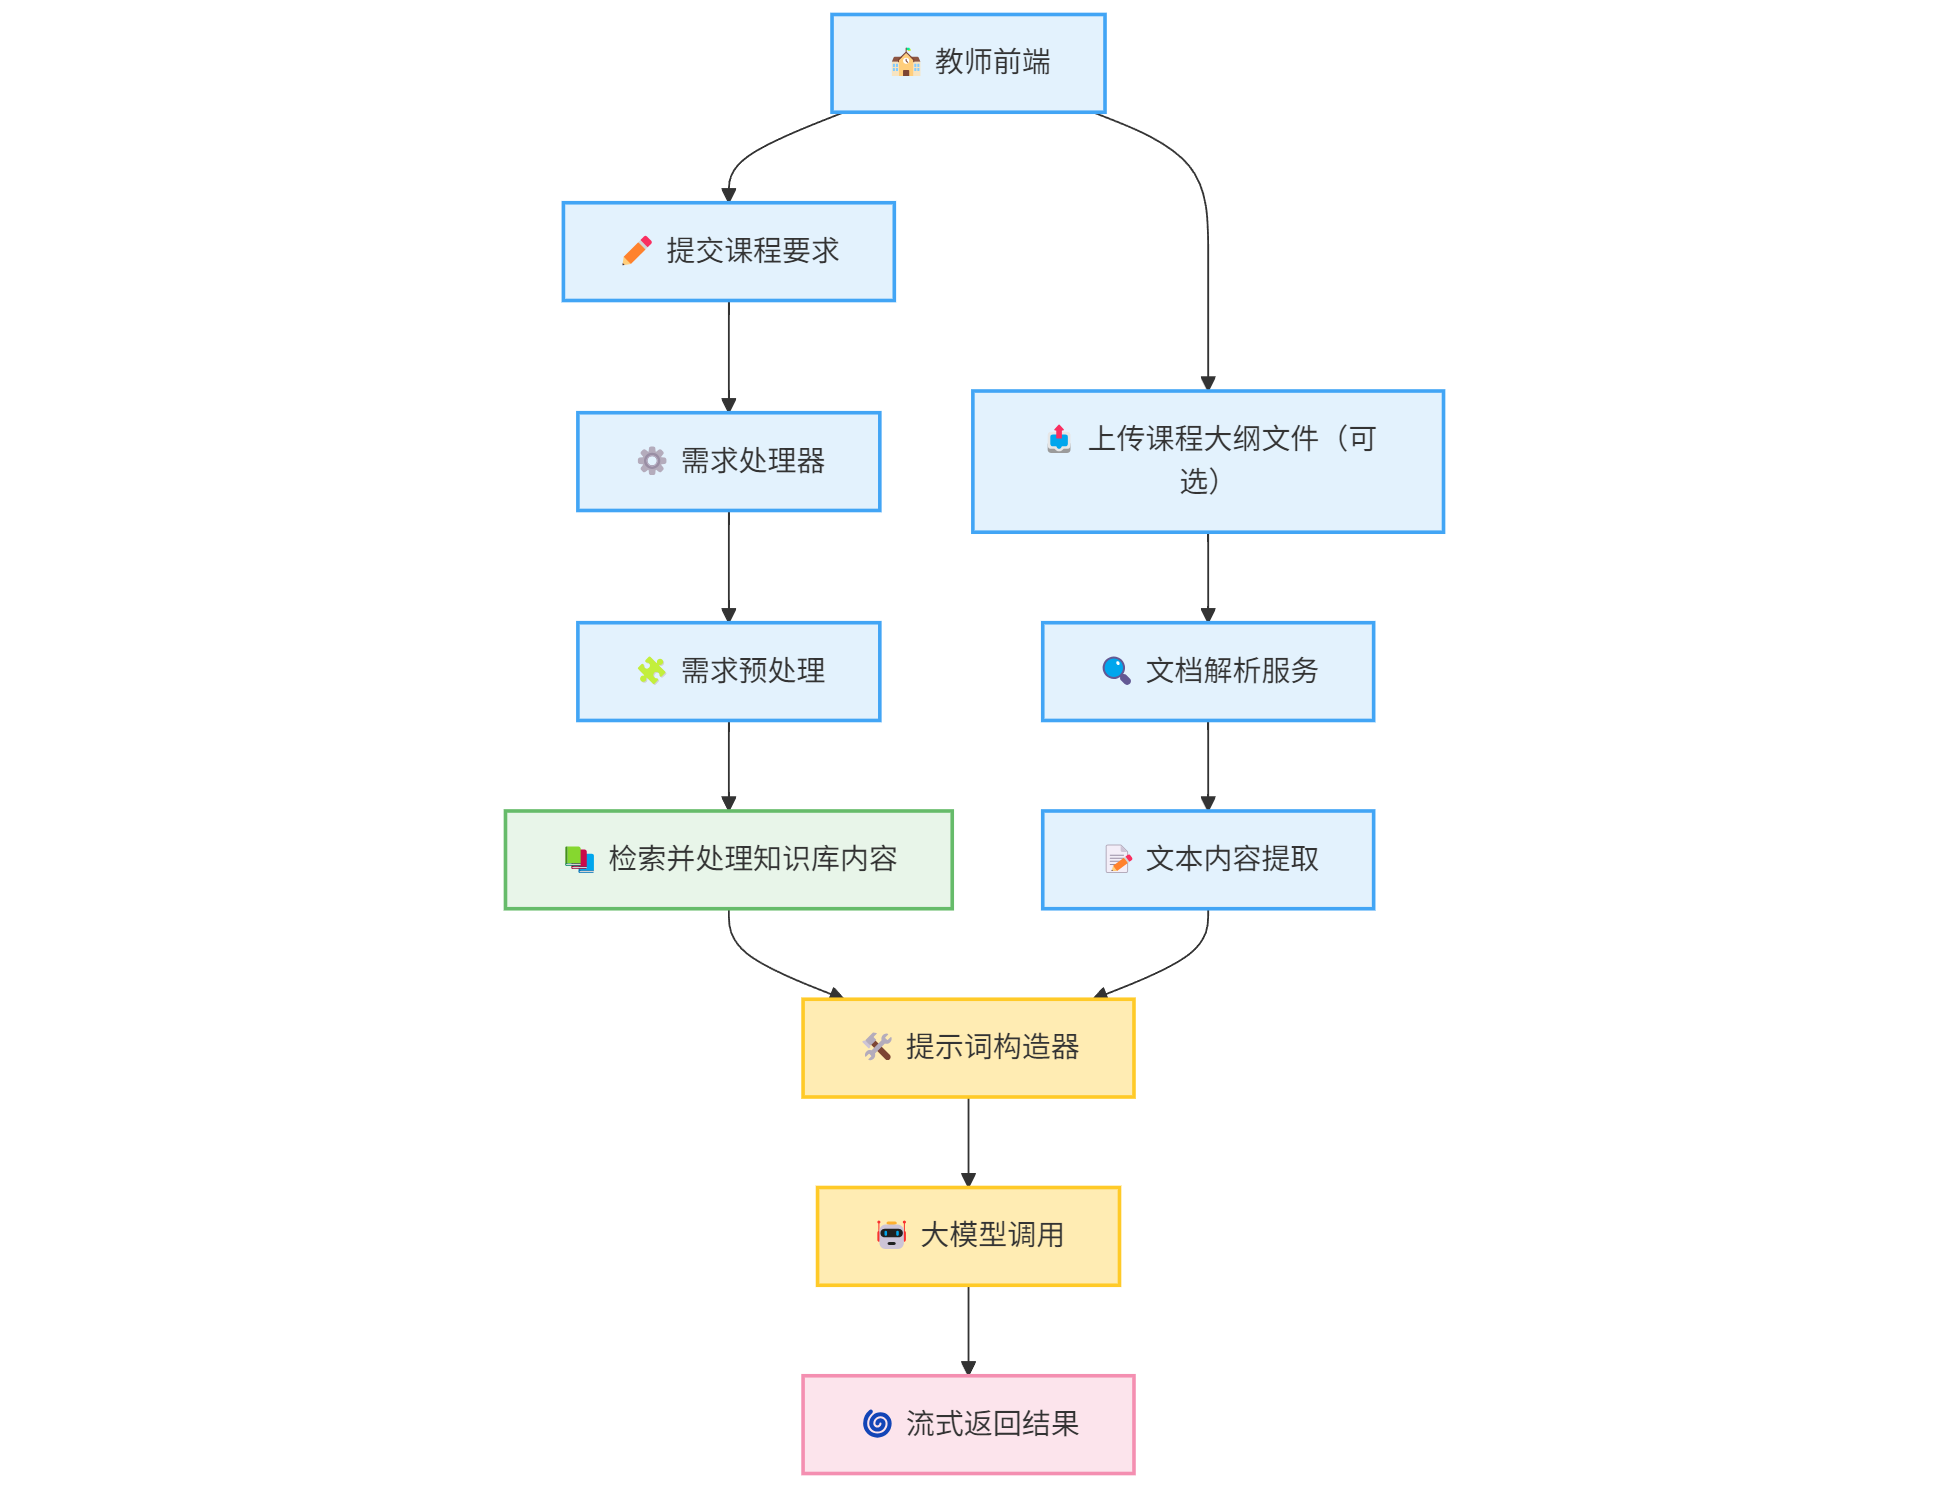 🏫 教师前端
✏️ 提交课程要求
⚙️ 需求处理器
📤 上传课程大纲文件（可
选）
🧩 需求预处理
🔍 文档解析服务
📚 检索并处理知识库内容
📝 文本内容提取
🛠️ 提示词构造器
🤖 大模型调用
🌀 流式返回结果